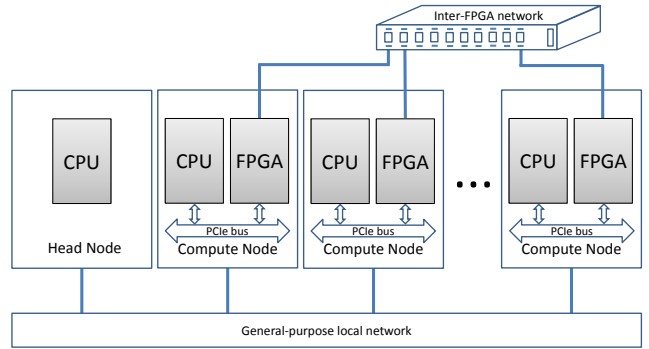 Inter-FPGA network
CPU
Head Node
CPU
FPGA
PCIe bus
Compute Node
CPU
FPGA
PCIe bus
Compute Node
...
CPU
FPGA
PCIe bus
Compute Node
General-purpose local network